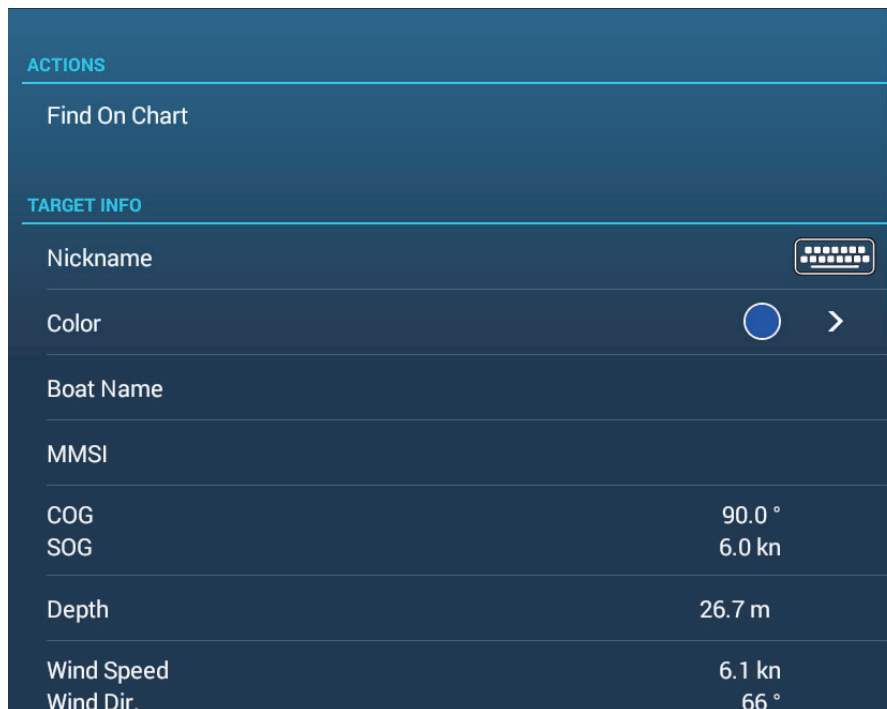 ACTIONS
Find On Chart
TARGET INFO
Nickname
Color
Boat Name
MMSI
COG 90.0 °
SOG 6.0 kn
Depth 26.7 m
Wind Speed 6.1 kn
Wind Dir. 66 °